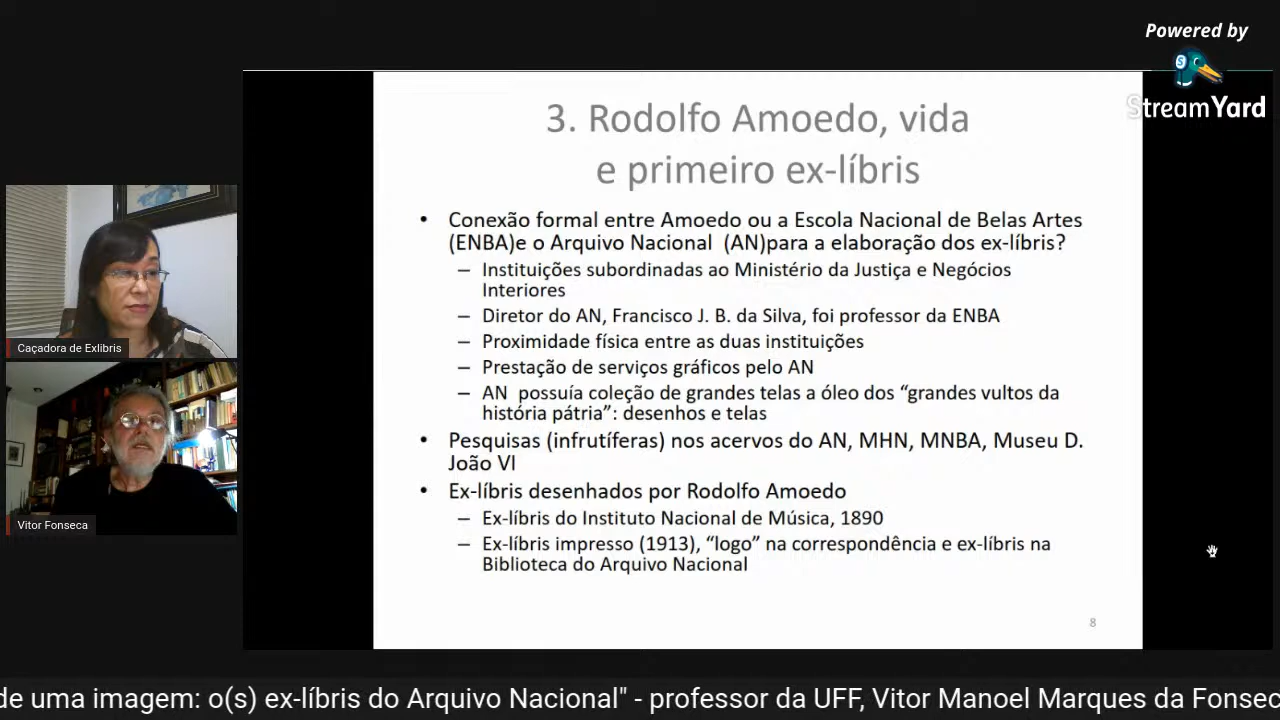 Powered by
StreamYard
3. Rodolfo Amoedo, vida
e primeiro ex-líbris
• Conexão formal entre Amoedo ou a Escola Nacional de Belas Artes
(ENBA)e o Arquivo Nacional (AN)para a elaboração dos ex-líbris?
– Instituições subordinadas ao Ministério da Justiça e Negócios
Interiores
– Diretor do AN, Francisco J. B. da Silva, foi professor da ENBA
– Proximidade física entre as duas instituições
– Prestação de serviços gráficos pelo AN
– AN possuía coleção de grandes telas a óleo dos “grandes vultos da
história pátria”: desenhos e telas
• Pesquisas (infrutíferas) nos acervos do AN, MHN, MNBA, Museu D.
João VI
• Ex-líbris desenhados por Rodolfo Amoedo
– Ex-líbris do Instituto Nacional de Música, 1890
– Ex-líbris impresso (1913), “logo” na correspondência e ex-líbris na
Biblioteca do Arquivo Nacional
8
Caçadora de Exlibris
Vitor Fonseca
de uma imagem: o(s) ex-líbris do Arquivo Nacional" - professor da UFF, Vitor Manoel Marques da Fonsec